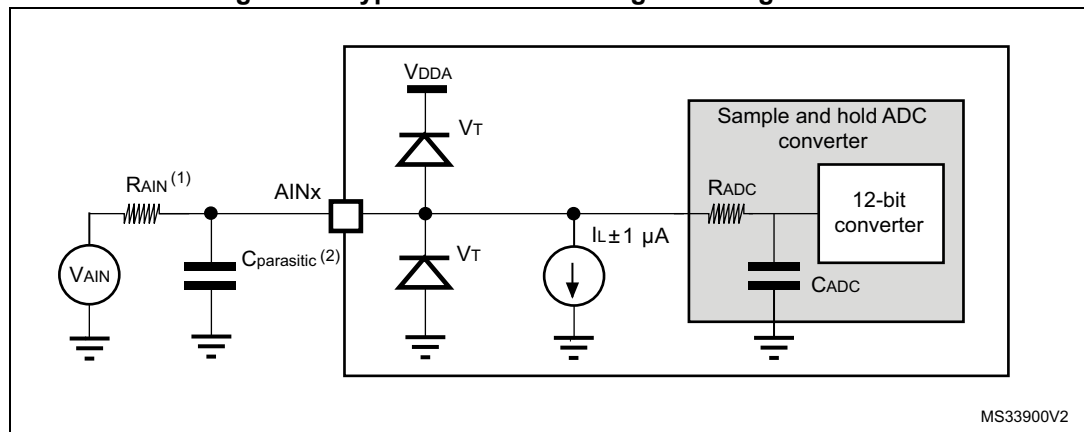 VDDA
Sample and hold ADC
converter
VT
RAIN (1)
AINx
RADC
12-bit
converter
IL± 1 µA
VT
Cparasitic (2)
VAIN
CADC
MS33900V2